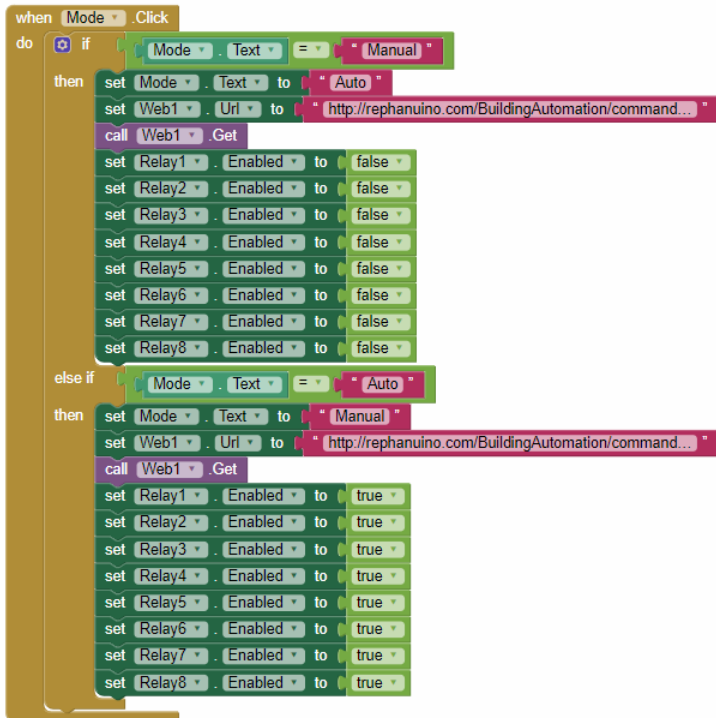 when Mode .Click
do if Mode . Text = " Manual "
then set Mode . Text to " Auto "
set Web1 . Url to " http://rephanuino.com/BuildingAutomation/command... "
call Web1 .Get
set Relay1 . Enabled to false
set Relay2 . Enabled to false
set Relay3 . Enabled to false
set Relay4 . Enabled to false
set Relay5 . Enabled to false
set Relay6 . Enabled to false
set Relay7 . Enabled to false
set Relay8 . Enabled to false
else if Mode . Text = " Auto "
then set Mode . Text to " Manual "
set Web1 . Url to " http://rephanuino.com/BuildingAutomation/command... "
call Web1 .Get
set Relay1 . Enabled to true
set Relay2 . Enabled to true
set Relay3 . Enabled to true
set Relay4 . Enabled to true
set Relay5 . Enabled to true
set Relay6 . Enabled to true
set Relay7 . Enabled to true
set Relay8 . Enabled to true